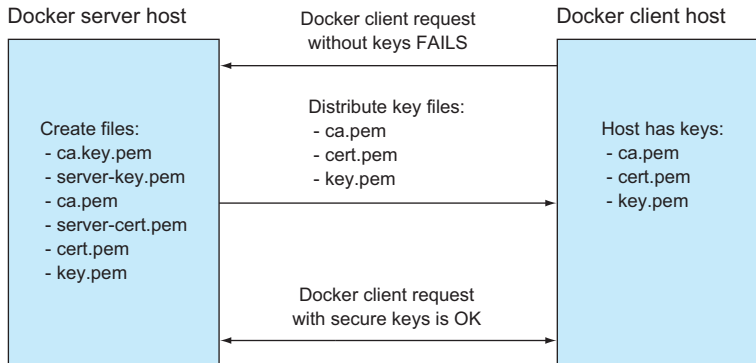 Docker server host
Docker client request
without keys FAILS
Docker client host
Create files:
- ca.key.pem
- server-key.pem
- ca.pem
- server-cert.pem
- cert.pem
- key.pem
Distribute key files:
- ca.pem
- cert.pem
- key.pem
Host has keys:
- ca.pem
- cert.pem
- key.pem
Docker client request
with secure keys is OK